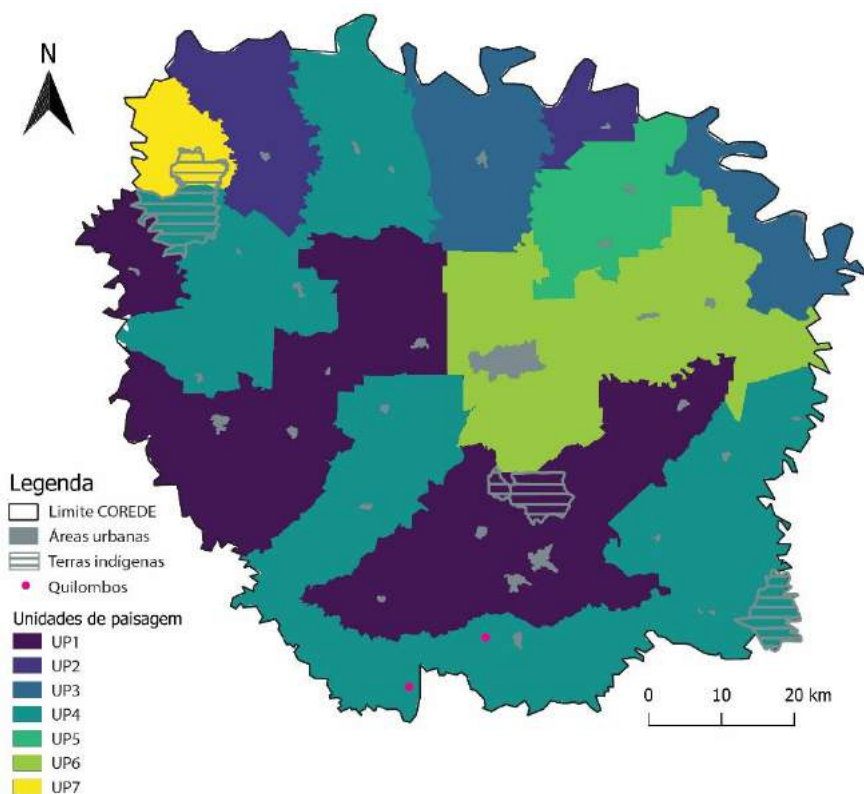 N
Legenda
Limite COREDE
Áreas urbanas
Terras indígenas
Quilombos
Unidades de paisagem
UP1
UP2
UP3
UP4
UP5
UP6
UP7
0 10 20 km